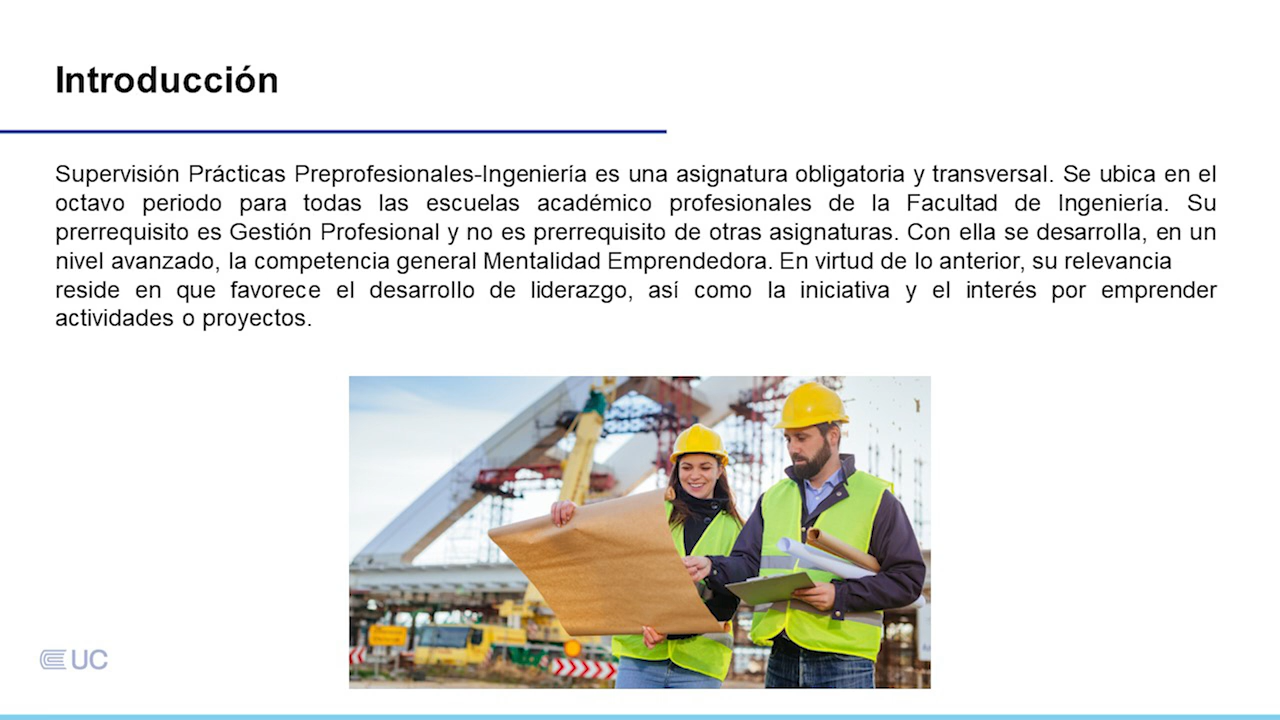 Introducción
Supervisión Prácticas Preprofesionales-Ingeniería es una asignatura obligatoria y transversal. Se ubica en el
octavo periodo para todas las escuelas académico profesionales de la Facultad de Ingeniería. Su
prerrequisito es Gestión Profesional y no es prerrequisito de otras asignaturas. Con ella se desarrolla, en un
nivel avanzado, la competencia general Mentalidad Emprendedora. En virtud de lo anterior, su relevancia
reside en que favorece el desarrollo de liderazgo, así como la iniciativa y el interés por emprender
actividades o proyectos.
UC